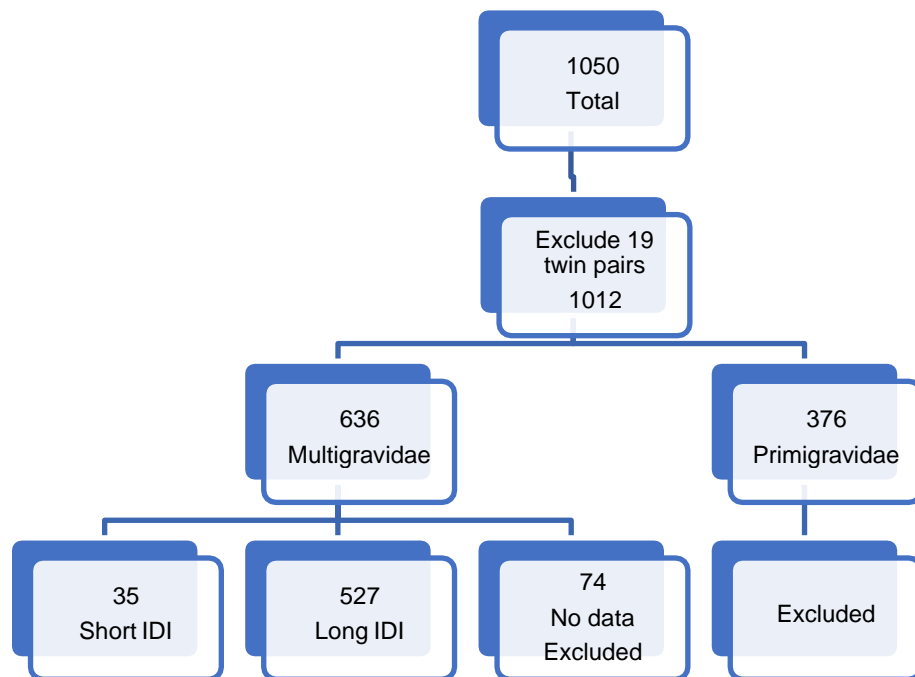 1050
Total
Exclude 19
twin pairs
1012
636
Multigravidae
376
Primigravidae
35
Short IDI
527
Long IDI
74
No data
Excluded
Excluded